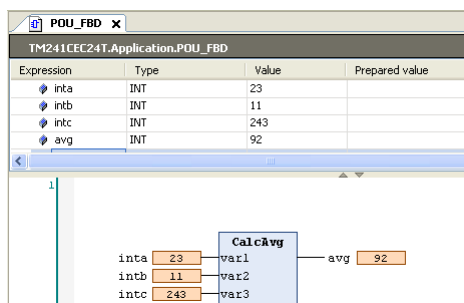 POU_FBD X
TM241CEC24T.Application.POU_FBD
Expression Type Value Prepared value
inta INT 23
intb INT 11
intc INT 243
avg INT 92
1
CalcAvg
inta 23 var1 avg 92
intb 11 var2
intc 243 var3